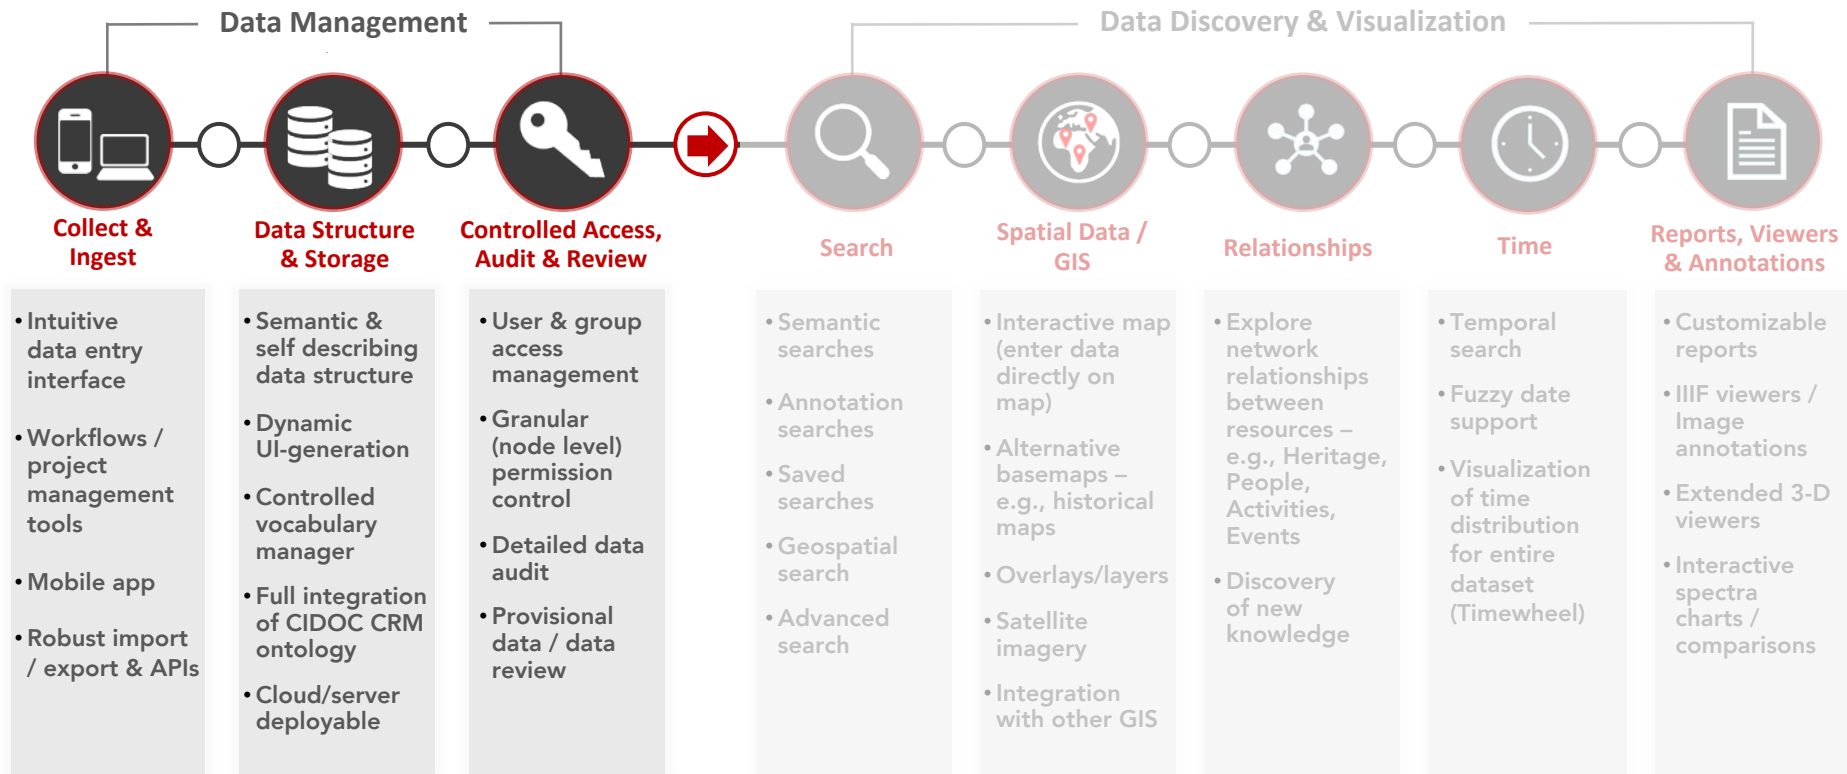 Data Management
Data Discovery & Visualization
Collect &
Ingest
• Intuitive
data entry
interface
• Workflows /
project
management
tools
• Mobile app
• Robust import
/ export & APIs
Data Structure
& Storage
• Semantic &
self describing
data structure
• Dynamic
UI-generation
• Controlled
vocabulary
manager
• Full integration
of CIDOC CRM
ontology
• Cloud/server
deployable
Controlled Access,
Audit & Review
• User & group
access
management
• Granular
(node level)
permission
control
• Detailed data
audit
• Provisional
data / data
review
Search
• Semantic
searches
• Annotation
searches
• Saved
searches
• Geospatial
search
• Advanced
search
Spatial Data /
GIS
• Interactive map
(enter data
directly on
map)
• Alternative
basemaps –
e.g., historical
maps
• Overlays/layers
• Satellite
imagery
• Integration
with other GIS
Relationships
• Explore
network
relationships
between
resources –
e.g., Heritage,
People,
Activities,
Events
• Discovery
of new
knowledge
Time
• Temporal
search
• Fuzzy date
support
• Visualization
of time
distribution
for entire
dataset
(Timewheel)
Reports, Viewers
& Annotations
• Customizable
reports
• IIIF viewers /
Image
annotations
• Extended 3-D
viewers
• Interactive
spectra
charts /
comparisons